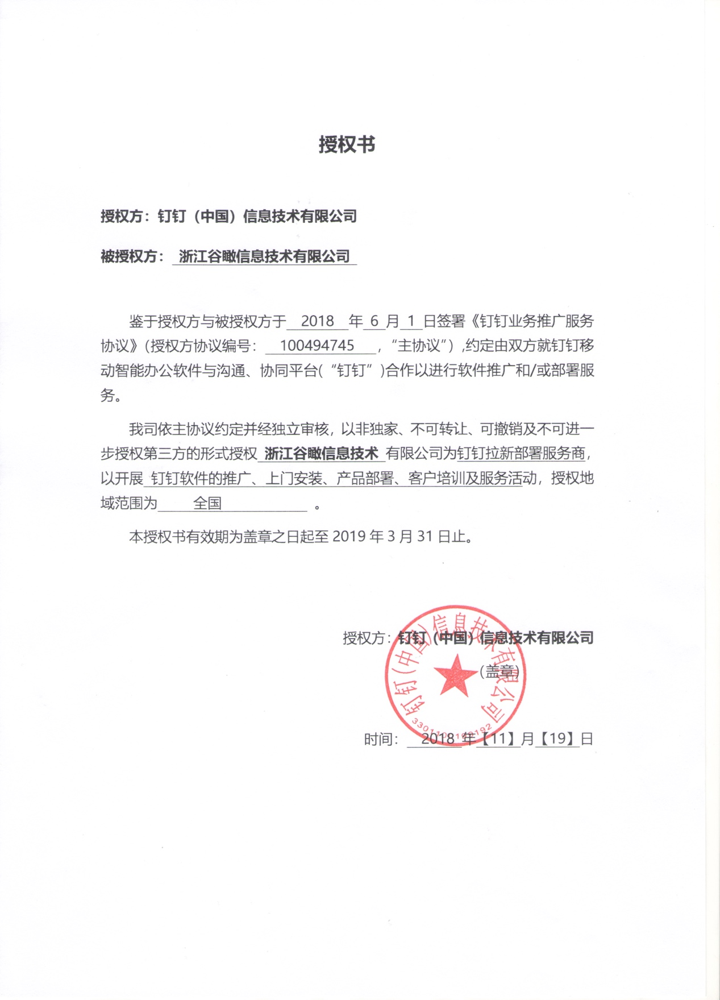 授权书
授权方：钉钉（中国）信息技术有限公司
被授权方： 浙江谷瞰信息技术有限公司
鉴于授权方与被授权方于 2018 年 6 月 1 日签署《钉钉业务推广服务
协议》（授权方协议编号： 100494745 ，“主协议”）,约定由双方就钉钉移
动智能办公软件与沟通、协同平台(“钉钉”)合作以进行软件推广和/或部署服
务。
我司依主协议约定并经独立审核，以非独家、不可转让、可撤销及不可进一
步授权第三方的形式授权 浙江谷瞰信息技术 有限公司为钉钉拉新部署服务商，
以开展 钉钉软件的推广、上门安装、产品部署、客户培训及服务活动，授权地
域范围为 全国 。
本授权书有效期为盖章之日起至 2019 年 3 月 31 日止。
授权方：钉钉（中国）信息技术有限公司
（盖章）
时间： 2018 年【11】月【19】日
钉钉（中国）信息技术有限公司